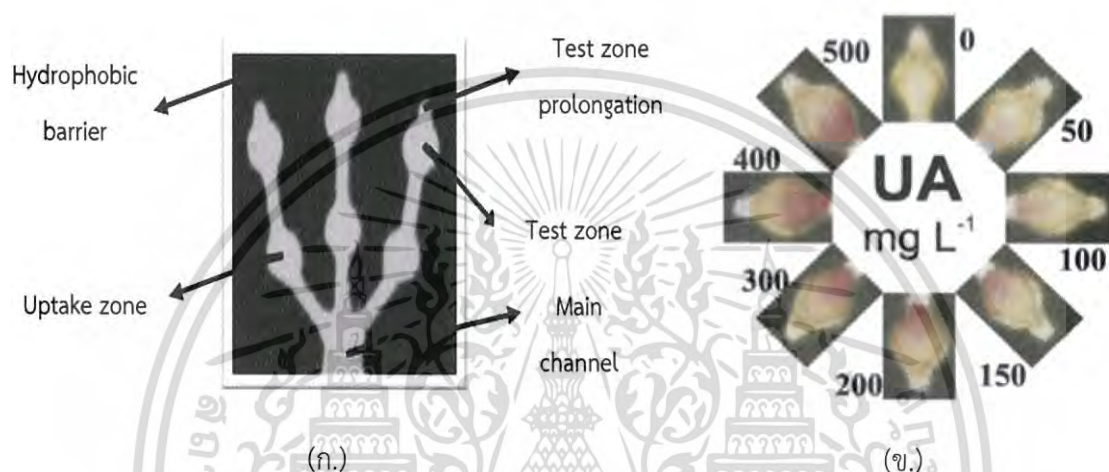 Hydrophobic
barrier
Uptake zone
Test zone
prolongation
Test zone
Main
channel
(ก.)
0
50
100
150
200
300
400
500
UA
mg L⁻¹
(ข.)